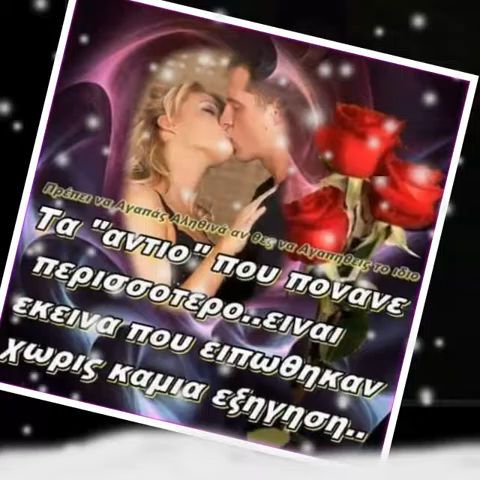 Πρέπει να Αγαπάς Αληθινά αν θες να Αγαπηθείς το ιδιο
Τα "αντιο" που πονανε
περισσοτερο..ειναι
εκεινα που ειπωθηκαν
χωρις καμια εξηγηση..